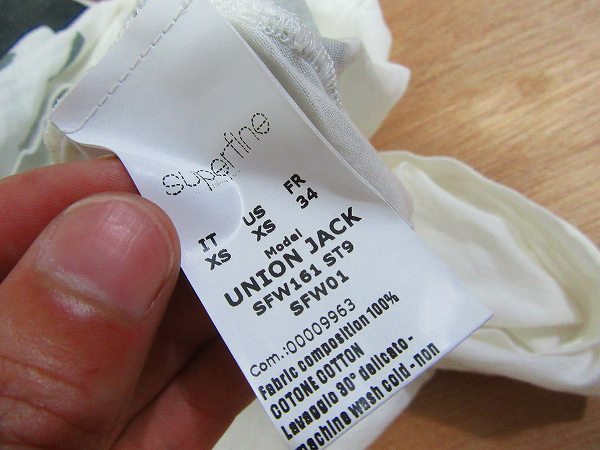 superfine
IT US FR
XS XS 34
Model
UNION JACK
SFW161 ST9
SFW01
Com.:00009963
Fabric composition 100%
COTONE COTTON
Lavaggio 30° delicato -
machine wash cold - non